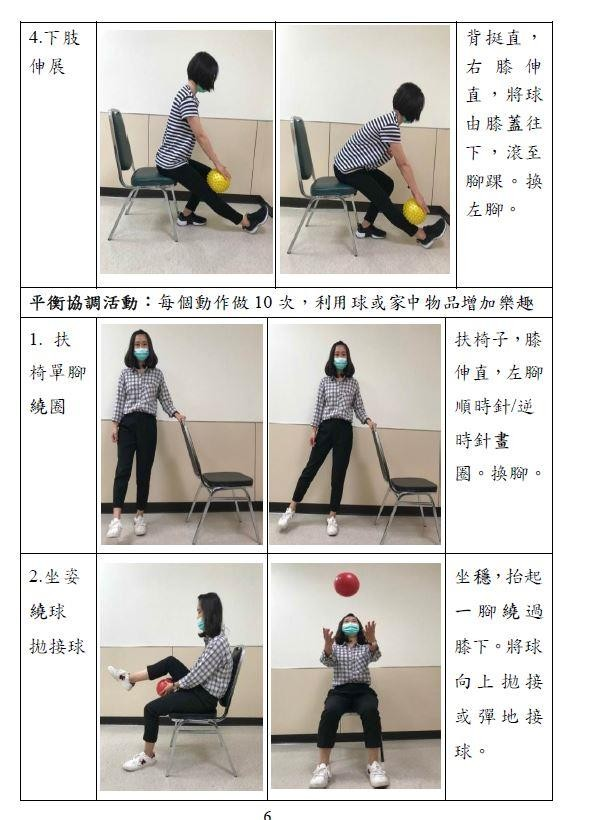 4.下肢
伸展
背挺直，
右膝伸
直，將球
由膝蓋往
下，滾至
腳踝。換
左腳。
平衡協調活動：每個動作做 10 次，利用球或家中物品增加樂趣
1. 扶
椅單腳
繞圈
扶椅子，膝
伸直，左腳
順時針/逆
時針畫
圈。換腳。
2.坐姿
繞球
拋接球
坐穩，抬起
一腳繞過
膝下。將球
向上拋接
或彈地接
球。
6